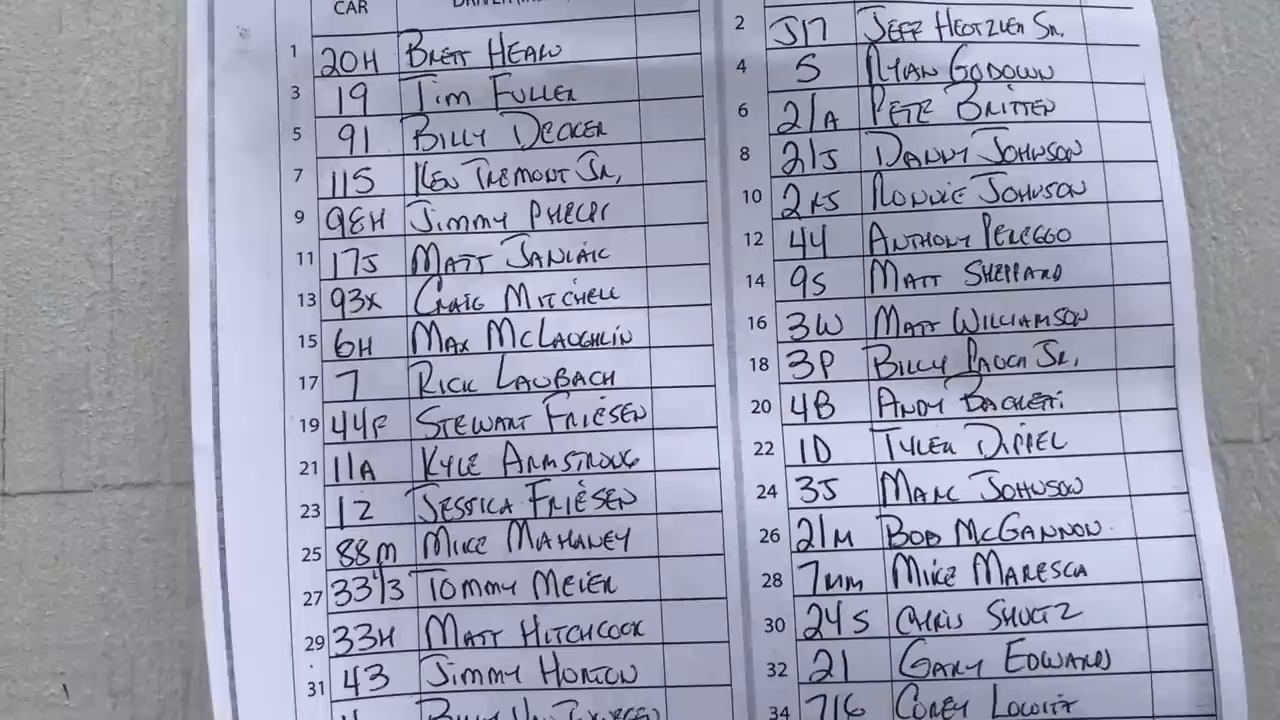 CAR
1 20H BRETT HEARN
3 19 TIM FULLER
5 91 BILLY DECKER
7 115 KEN TREMONT JR,
9 98H JIMMY PHELPS
11 17J MATT JANIAK
13 93X CRAIG MITCHELL
15 6H MAX MCLAUGHLIN
17 7 RICK LAUBACH
19 44F STEWART FRIESEN
21 11A KYLE ARMSTRONG
23 1Z JESSICA FRIESEN
25 88M MIKE MAHANEY
27 33 1/3 TOMMY MEIER
29 33H MATT HITCHCOCK
31 43 JIMMY HORTON
2 J17 JEFF HEOTZLER SR.
4 5 RYAN GODOWN
6 21A PETE BRITTEN
8 21J DANNY JOHNSON
10 2RJ RONNIE JOHNSON
12 44 ANTHONY PEREGO
14 9S MATT SHEPPARD
16 3W MATT WILLIAMSON
18 3P BILLY PAUCH JR,
20 4B ANDY BACHETTI
22 1D TYLER DIPPEL
24 3J MARC JOHNSON
26 21M BOB MCGANNON
28 7MM MIKE MARESCA
30 24S CHRIS SHULTZ
32 21 GARY EDWARDS
34 716 COREY